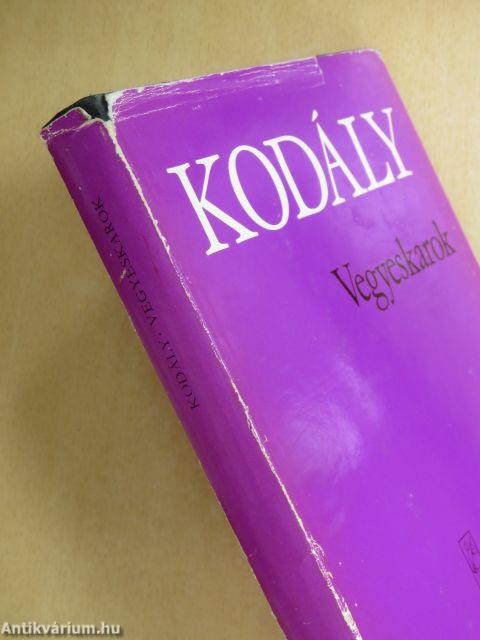 KODÁLY
Vegyeskarok
KODÁLY · VEGYESKAROK
Antikvárium.hu